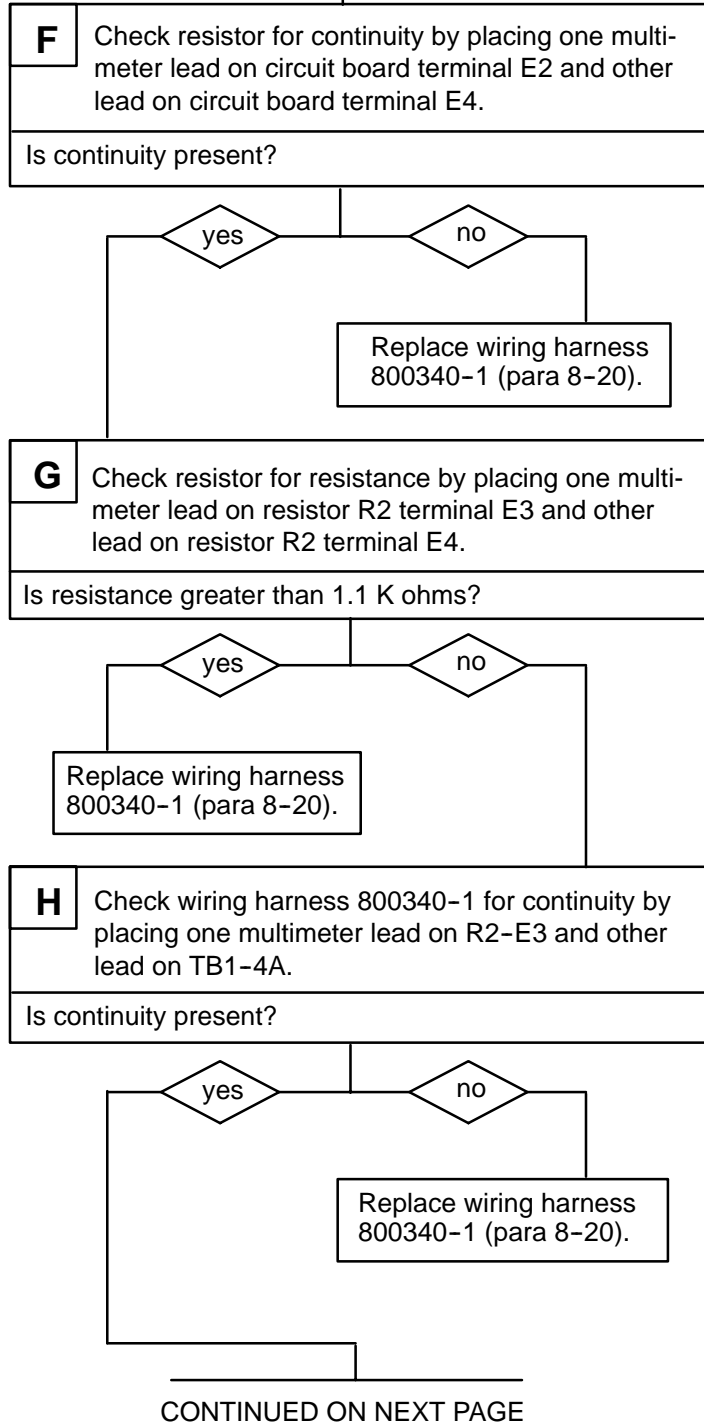 F
Check resistor for continuity by placing one multi-
meter lead on circuit board terminal E2 and other
lead on circuit board terminal E4.
Is continuity present?
yes
no
Replace wiring harness
800340-1 (para 8-20).
G
Check resistor for resistance by placing one multi-
meter lead on resistor R2 terminal E3 and other
lead on resistor R2 terminal E4.
Is resistance greater than 1.1 K ohms?
yes
no
Replace wiring harness
800340-1 (para 8-20).
H
Check wiring harness 800340-1 for continuity by
placing one multimeter lead on R2-E3 and other
lead on TB1-4A.
Is continuity present?
yes
no
Replace wiring harness
800340-1 (para 8-20).
CONTINUED ON NEXT PAGE